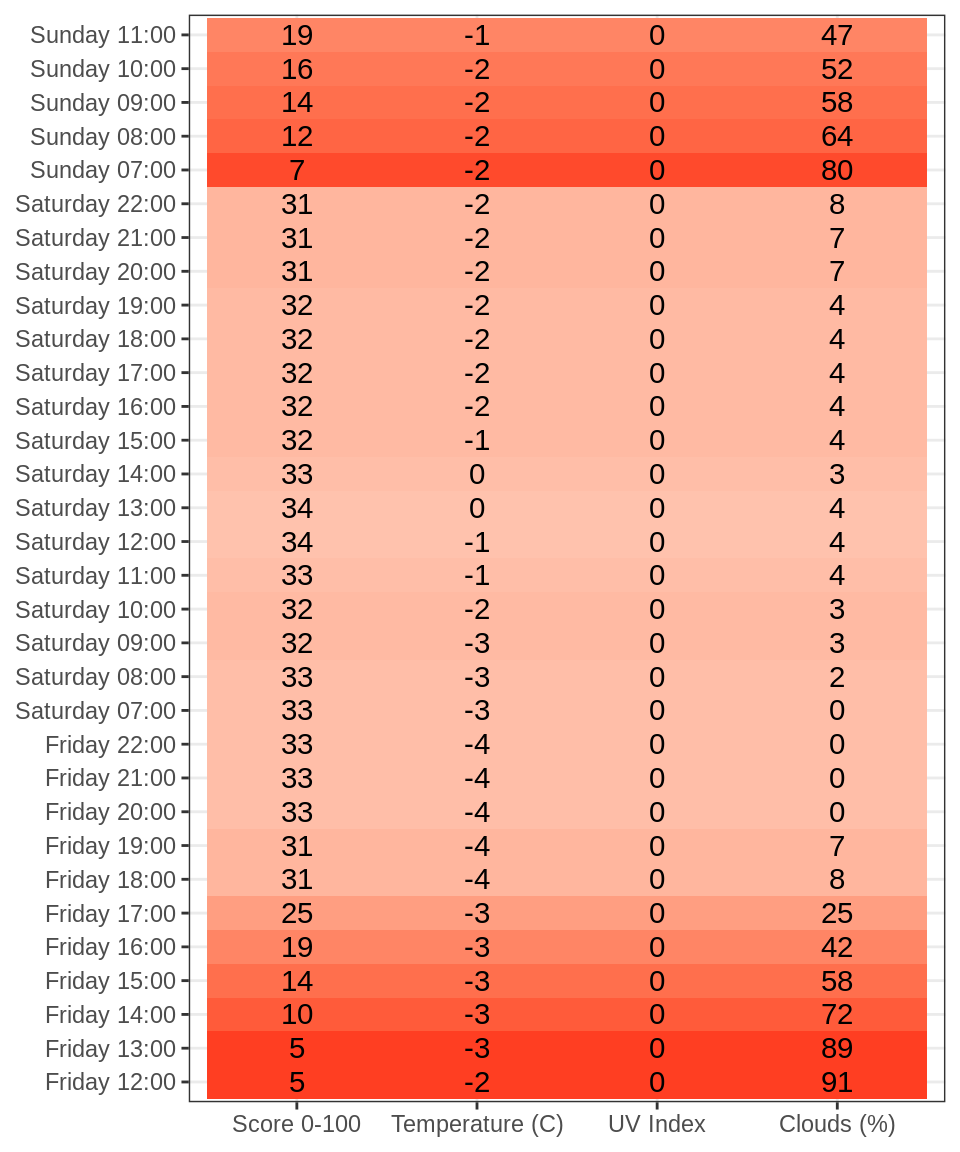 Sunday 11:00 19 -1 0 47
Sunday 10:00 16 -2 0 52
Sunday 09:00 14 -2 0 58
Sunday 08:00 12 -2 0 64
Sunday 07:00 7 -2 0 80
Saturday 22:00 31 -2 0 8
Saturday 21:00 31 -2 0 7
Saturday 20:00 31 -2 0 7
Saturday 19:00 32 -2 0 4
Saturday 18:00 32 -2 0 4
Saturday 17:00 32 -2 0 4
Saturday 16:00 32 -2 0 4
Saturday 15:00 32 -1 0 4
Saturday 14:00 33 0 0 3
Saturday 13:00 34 0 0 4
Saturday 12:00 34 -1 0 4
Saturday 11:00 33 -1 0 4
Saturday 10:00 32 -2 0 3
Saturday 09:00 32 -3 0 3
Saturday 08:00 33 -3 0 2
Saturday 07:00 33 -3 0 0
Friday 22:00 33 -4 0 0
Friday 21:00 33 -4 0 0
Friday 20:00 33 -4 0 0
Friday 19:00 31 -4 0 7
Friday 18:00 31 -4 0 8
Friday 17:00 25 -3 0 25
Friday 16:00 19 -3 0 42
Friday 15:00 14 -3 0 58
Friday 14:00 10 -3 0 72
Friday 13:00 5 -3 0 89
Friday 12:00 5 -2 0 91
Score 0-100 Temperature (C) UV Index Clouds (%)